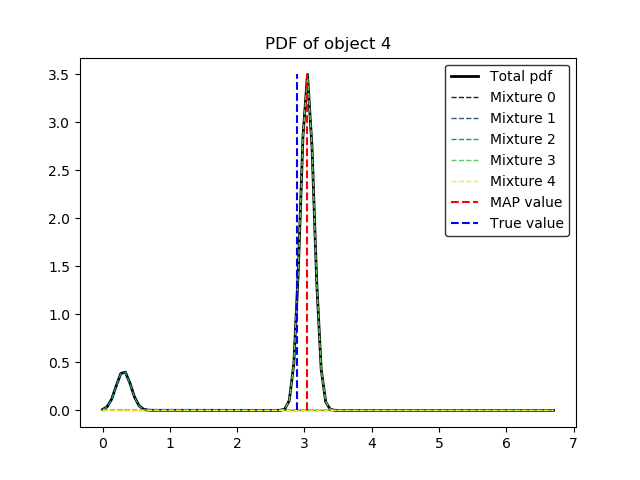 PDF of object 4
3.5
3.0
2.5
2.0
1.5
1.0
0.5
0.0
0 1 2 3 4 5 6 7
Total pdf
Mixture 0
Mixture 1
Mixture 2
Mixture 3
Mixture 4
MAP value
True value